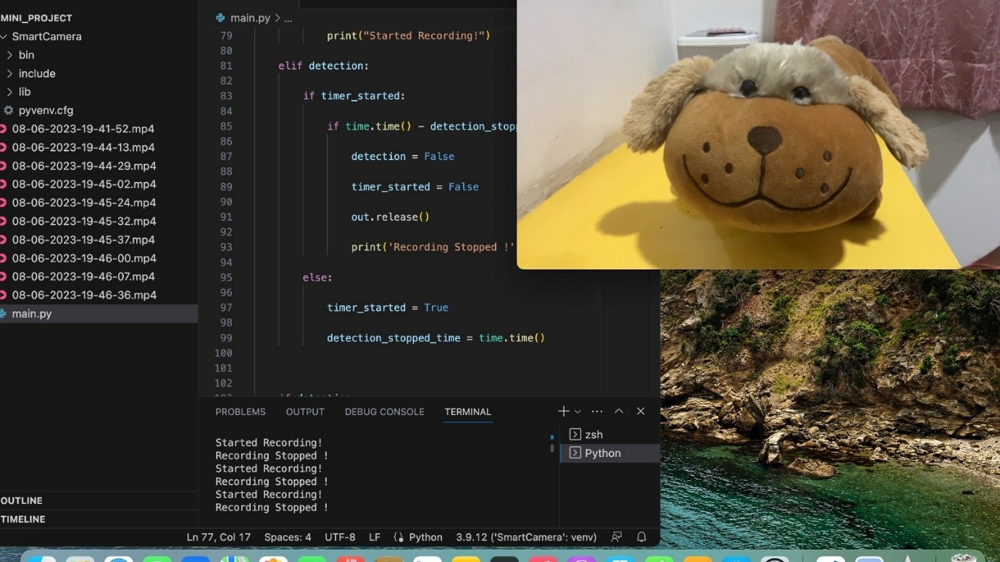 MINI_PROJECT
SmartCamera
bin
include
lib
pyvenv.cfg
08-06-2023-19-41-52.mp4
08-06-2023-19-44-13.mp4
08-06-2023-19-44-29.mp4
08-06-2023-19-45-02.mp4
08-06-2023-19-45-24.mp4
08-06-2023-19-45-32.mp4
08-06-2023-19-45-37.mp4
08-06-2023-19-46-00.mp4
08-06-2023-19-46-07.mp4
08-06-2023-19-46-36.mp4
main.py
OUTLINE
TIMELINE
main.py > ...
79 print("Started Recording!")
80
81 elif detection:
82
83 if timer_started:
84
85 if time.time() - detection_stopp
86
87 detection = False
88
89 timer_started = False
90
91 out.release()
92
93 print('Recording Stopped !'
94
95 else:
96
97 timer_started = True
98
99 detection_stopped_time = time.time()
100
101
102
PROBLEMS OUTPUT DEBUG CONSOLE TERMINAL
Started Recording!
Recording Stopped !
Started Recording!
Recording Stopped !
Started Recording!
Recording Stopped !
zsh
Python
Ln 77, Col 17 Spaces: 4 UTF-8 LF Python 3.9.12 ('SmartCamera': venv)